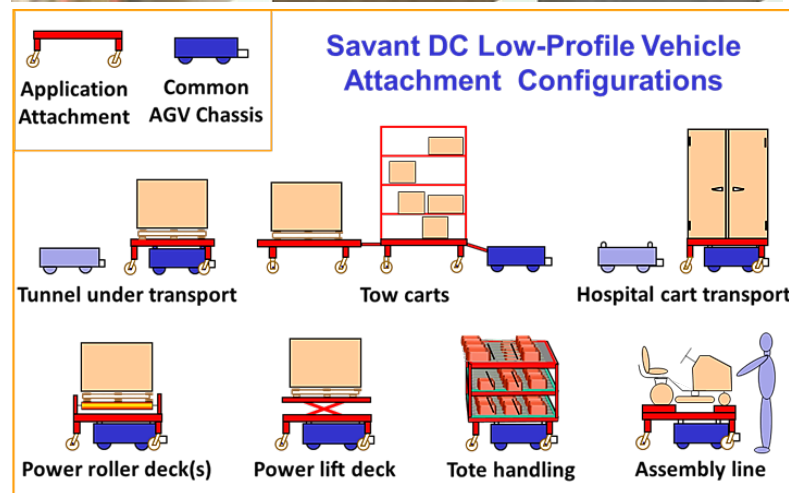 Savant DC Low-Profile Vehicle
Attachment Configurations
Application
Attachment
Common
AGV Chassis
Tunnel under transport
Tow carts
Hospital cart transport
Power roller deck(s)
Power lift deck
Tote handling
Assembly line